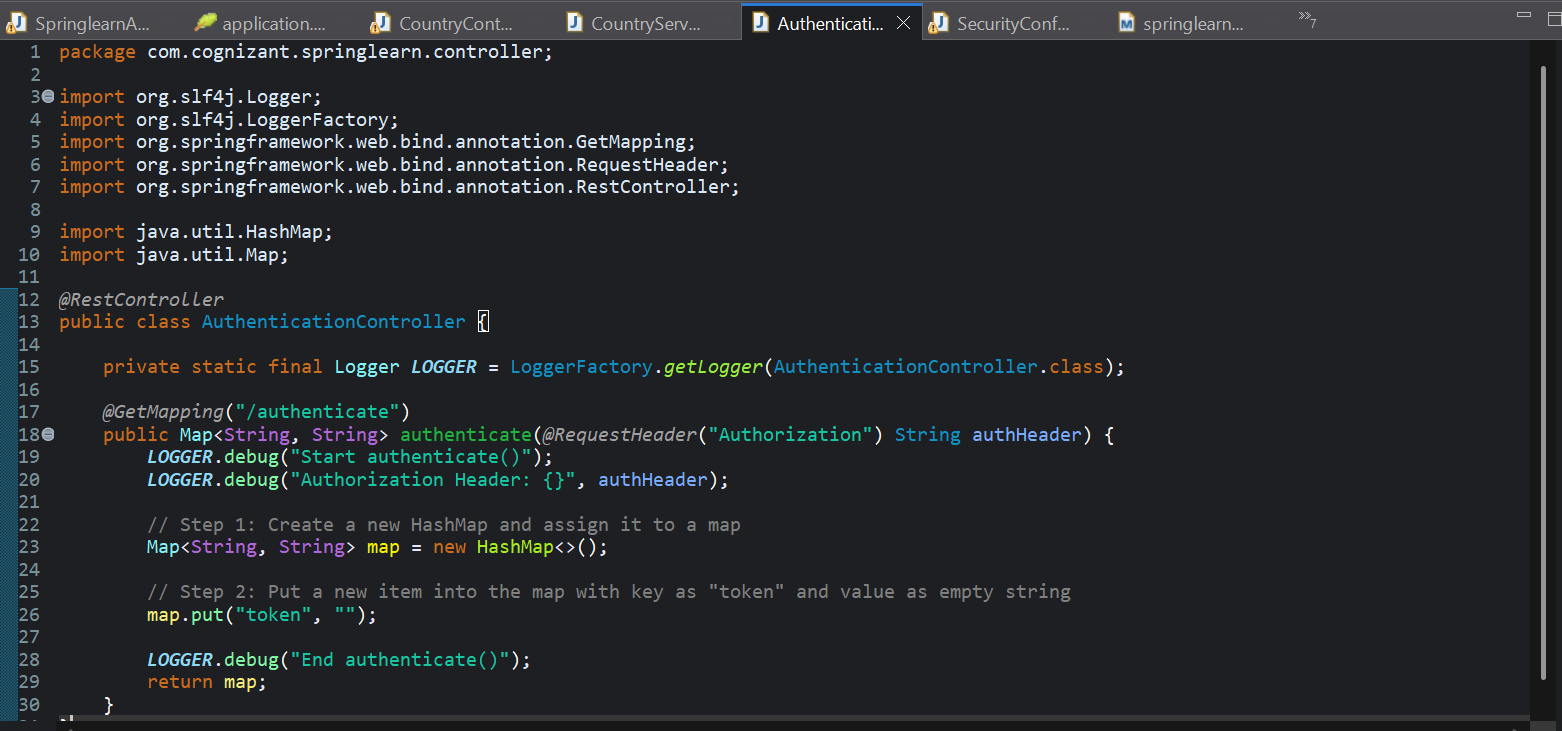 SpringlearnA...
application....
CountryCont...
CountryServ...
Authenticati...
SecurityConf...
springlearn...
»7
1 package com.cognizant.springlearn.controller;
2
3 import org.slf4j.Logger;
4 import org.slf4j.LoggerFactory;
5 import org.springframework.web.bind.annotation.GetMapping;
6 import org.springframework.web.bind.annotation.RequestHeader;
7 import org.springframework.web.bind.annotation.RestController;
8
9 import java.util.HashMap;
10 import java.util.Map;
11
12 @RestController
13 public class AuthenticationController {
14
15     private static final Logger LOGGER = LoggerFactory.getLogger(AuthenticationController.class);
16
17     @GetMapping("/authenticate")
18     public Map<String, String> authenticate(@RequestHeader("Authorization") String authHeader) {
19         LOGGER.debug("Start authenticate()");
20         LOGGER.debug("Authorization Header: {}", authHeader);
21
22         // Step 1: Create a new HashMap and assign it to a map
23         Map<String, String> map = new HashMap<>();
24
25         // Step 2: Put a new item into the map with key as "token" and value as empty string
26         map.put("token", "");
27
28         LOGGER.debug("End authenticate()");
29         return map;
30     }